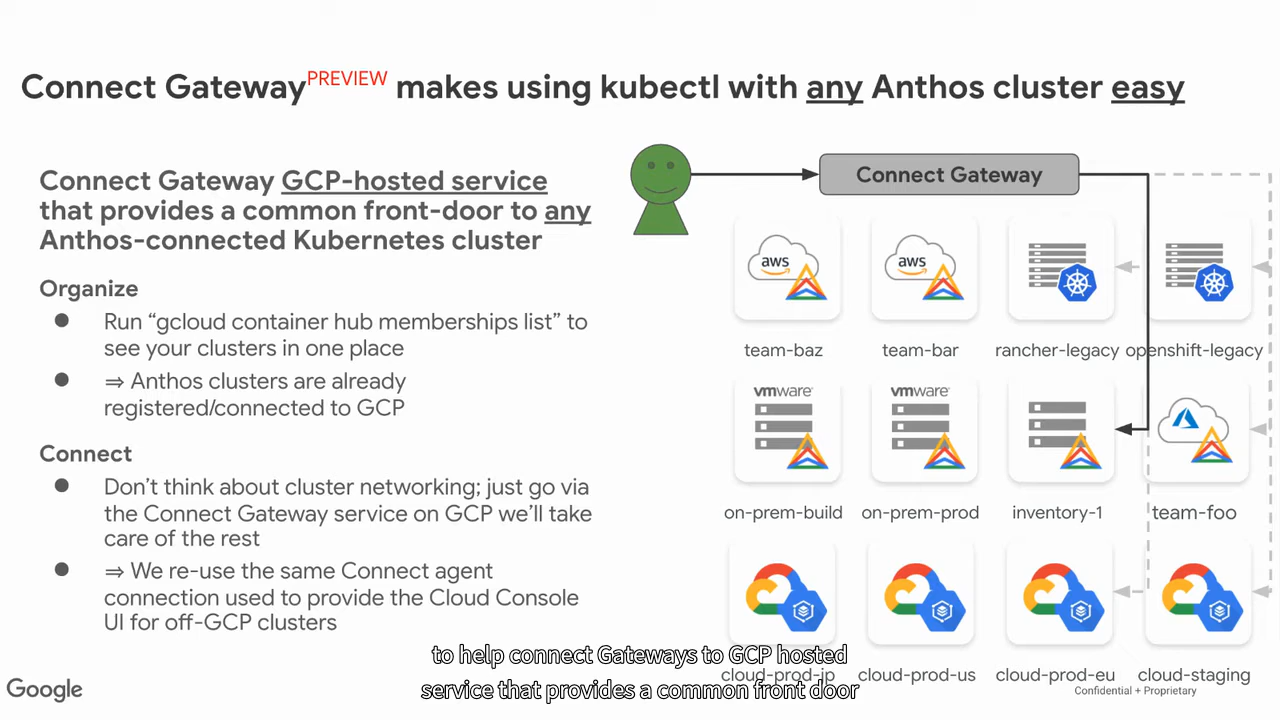 Connect Gateway PREVIEW makes using kubectl with any Anthos cluster easy
Connect Gateway GCP-hosted service
that provides a common front-door to any
Anthos-connected Kubernetes cluster
Organize
● Run “gcloud container hub memberships list” to
see your clusters in one place
● ⇒ Anthos clusters are already
registered/connected to GCP
Connect
● Don’t think about cluster networking; just go via
the Connect Gateway service on GCP we’ll take
care of the rest
● ⇒ We re-use the same Connect agent
connection used to provide the Cloud Console
UI for off-GCP clusters
Connect Gateway
aws
aws
team-baz
team-bar
rancher-legacy
openshift-legacy
vmware
vmware
on-prem-build
on-prem-prod
inventory-1
team-foo
cloud-prod-jp
cloud-prod-us
cloud-prod-eu
cloud-staging
to help connect Gateways to GCP hosted
service that provides a common front door
Google
Confidential + Proprietary